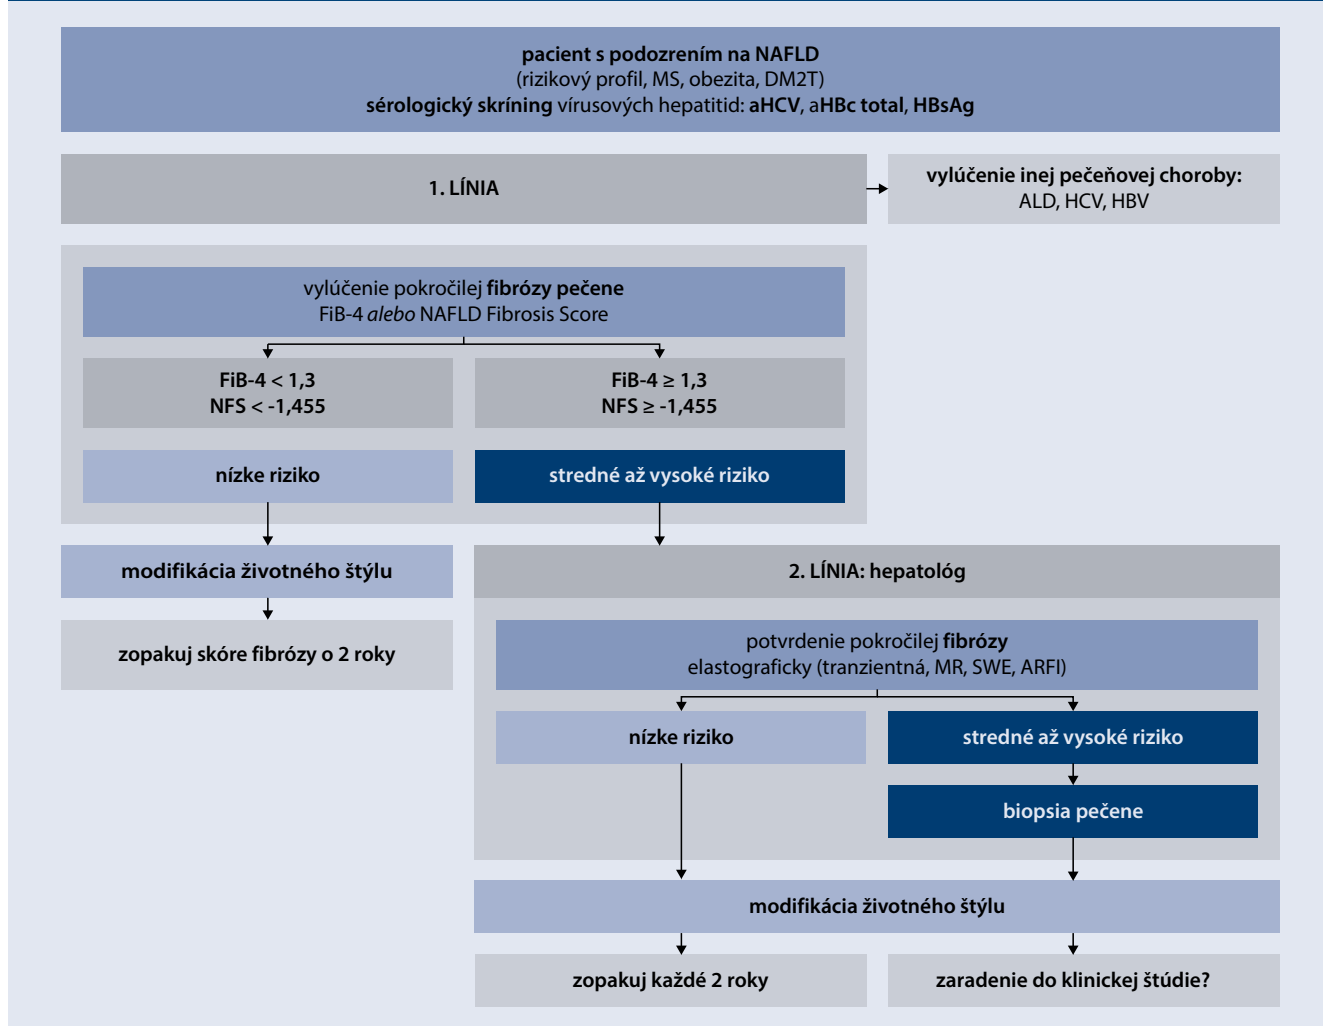 pacient s podozrením na NAFLD
(rizikový profil, MS, obezita, DM2T)
sérologický skríning vírusových hepatitid: aHCV, aHBc total, HBsAg
1. LÍNIA
vylúčenie inej pečeňovej choroby:
ALD, HCV, HBV
vylúčenie pokročilej fibrózy pečene
FiB-4 alebo NAFLD Fibrosis Score
FiB-4 < 1,3
NFS < -1,455
FiB-4 ≥ 1,3
NFS ≥ -1,455
nízke riziko
stredné až vysoké riziko
modifikácia životného štýlu
zopakuj skóre fibrózy o 2 roky
2. LÍNIA: hepatológ
potvrdenie pokročilej fibrózy
elastograficky (tranzientná, MR, SWE, ARFI)
nízke riziko
stredné až vysoké riziko
biopsia pečene
modifikácia životného štýlu
zopakuj každé 2 roky
zaradenie do klinickej štúdie?